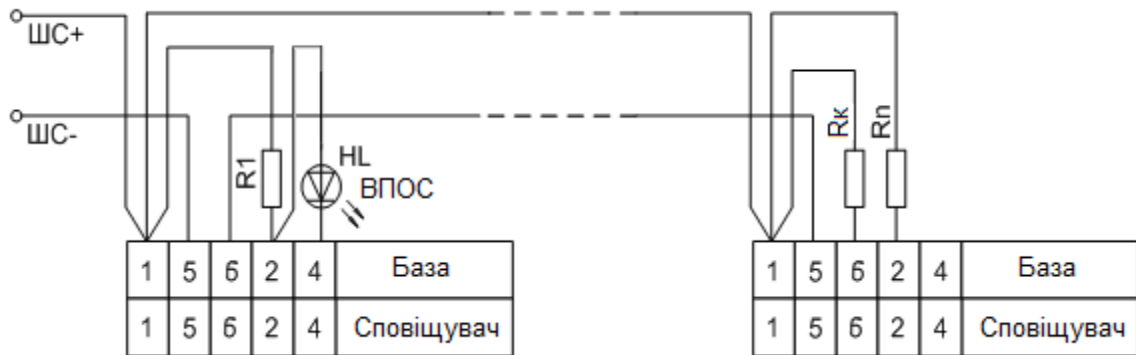 ШС+
ШС-
R1
HL
ВПОС
Rк
Rn
1 5 6 2 4 База
1 5 6 2 4 Сповіщувач
1 5 6 2 4 База
1 5 6 2 4 Сповіщувач